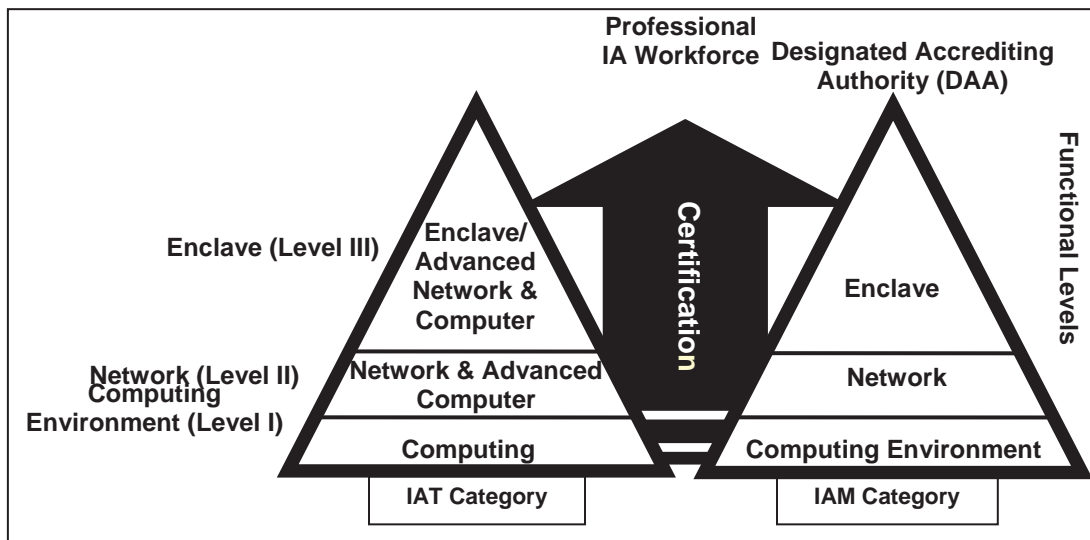 Professional
IA Workforce
Designated Accrediting
Authority (DAA)
Functional Levels
Certification
Enclave (Level III)
Enclave/
Advanced
Network &
Computer
Enclave
Network (Level II)
Network & Advanced
Computer
Network
Computing
Environment (Level I)
Computing
Computing Environment
IAT Category
IAM Category